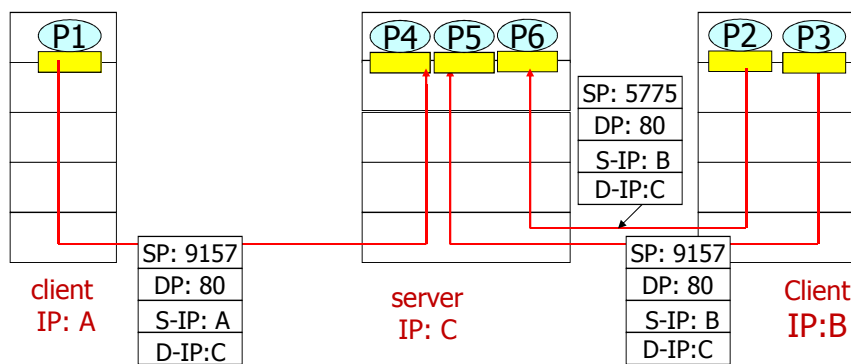 P1
P4
P5
P6
P2
P3
SP: 5775
DP: 80
S-IP: B
D-IP:C
SP: 9157
DP: 80
S-IP: A
D-IP:C
SP: 9157
DP: 80
S-IP: B
D-IP:C
client
IP: A
server
IP: C
Client
IP:B